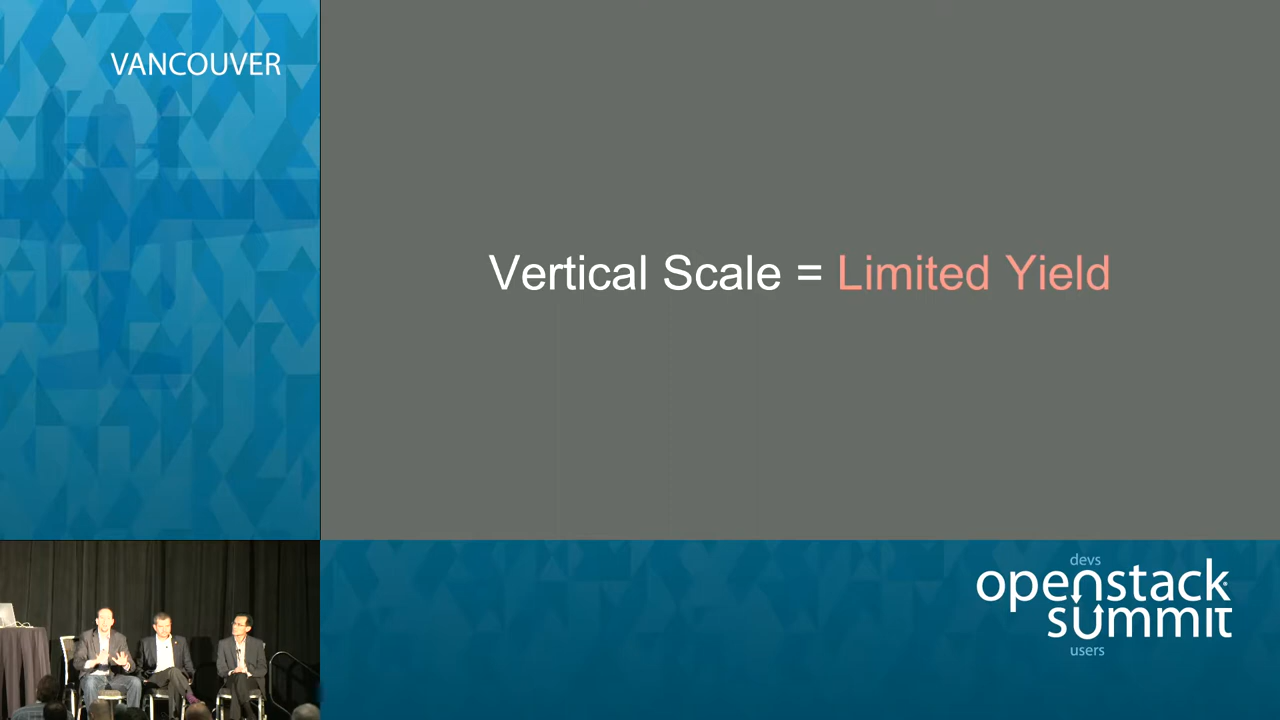 VANCOUVER
Vertical Scale = Limited Yield
devs
openstack
summit
users